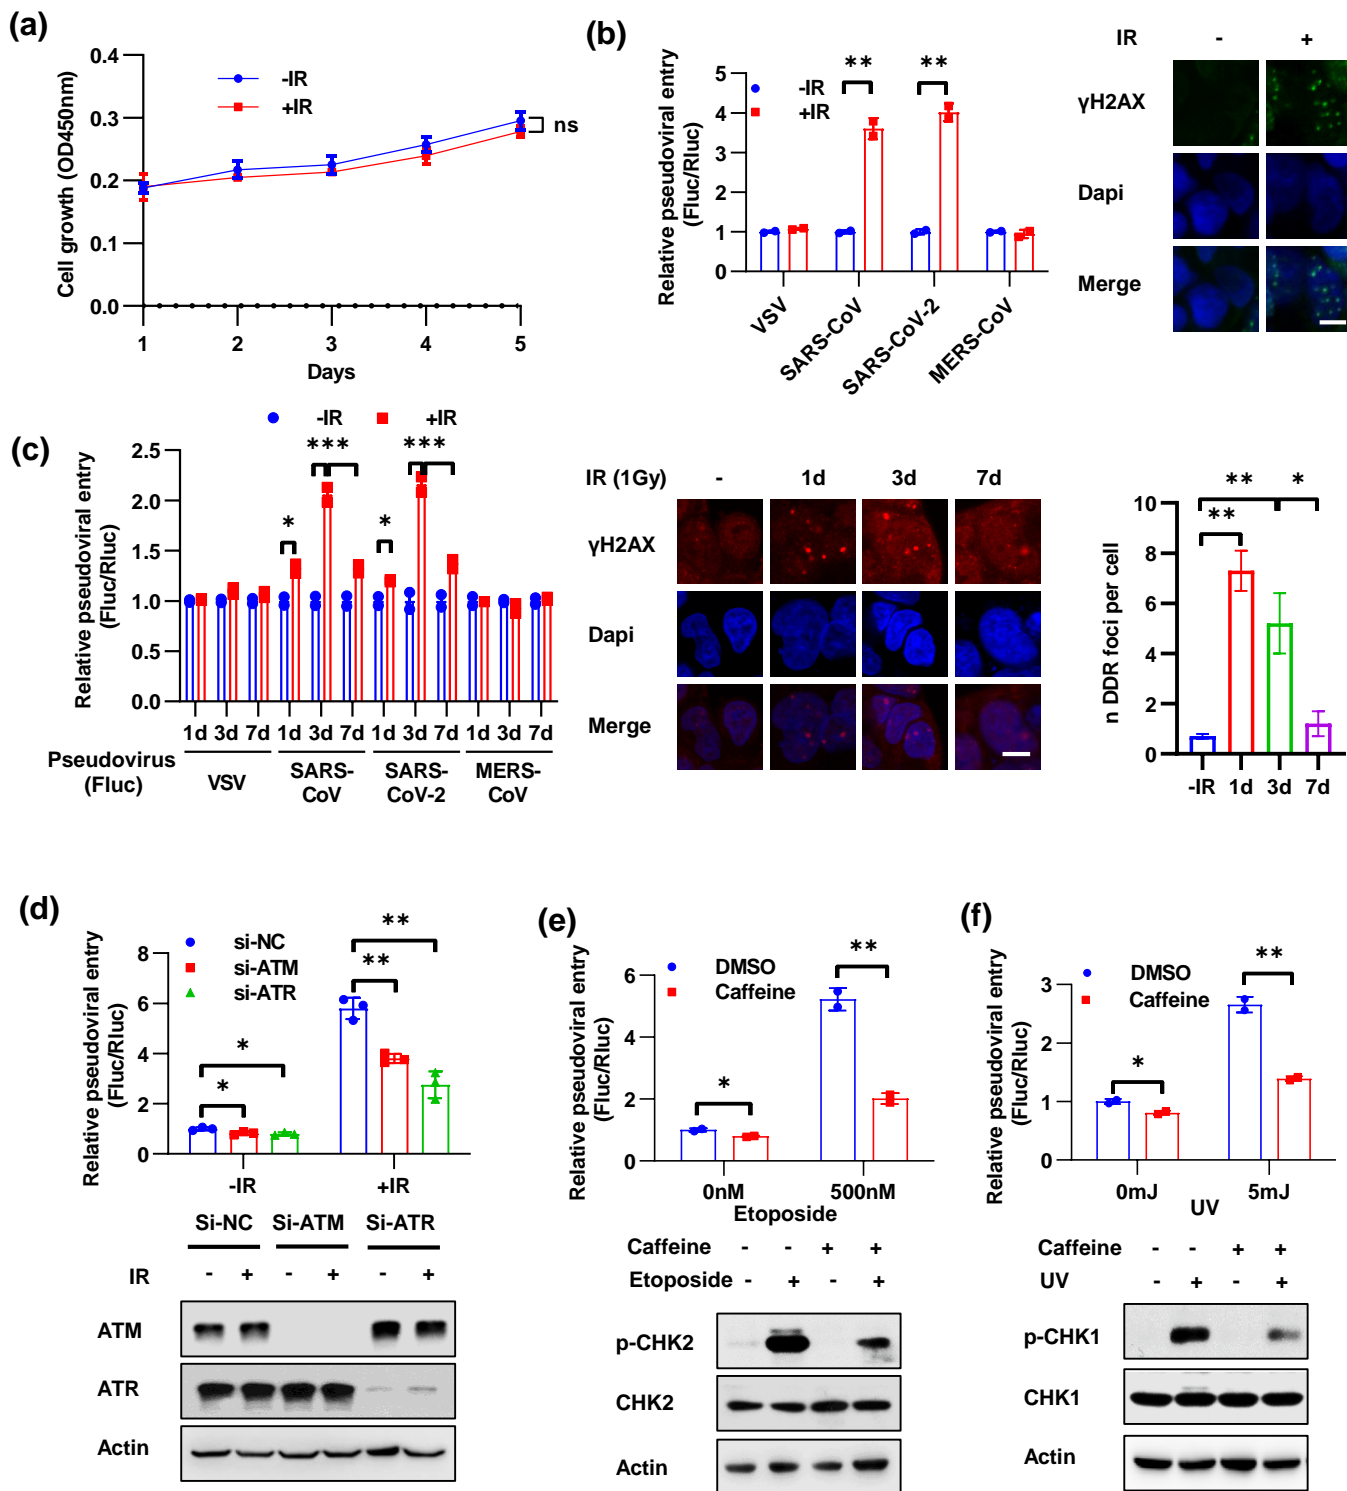 (a)
Cell growth (OD450nm)
0.4
0.3
0.2
0.1
0.0
-IR
+IR
ns
1 2 3 4 5
Days
(b)
Relative pseudoviral entry
(Fluc/Rluc)
5
4
3
2
1
0
-IR
+IR
** **
VSV
SARS-CoV
SARS-CoV-2
MERS-CoV
IR - +
γH2AX
Dapi
Merge
(c)
-IR +IR
Relative pseudoviral entry
(Fluc/Rluc)
2.5
2.0
1.5
1.0
0.5
0.0
* *** * ***
1d 3d 7d 1d 3d 7d 1d 3d 7d 1d 3d 7d
Pseudovirus
(Fluc)
VSV
SARS-
CoV
SARS-
CoV-2
MERS-
CoV
IR (1Gy) - 1d 3d 7d
γH2AX
Dapi
Merge
n DDR foci per cell
10
8
6
4
2
0
** *
**
-IR 1d 3d 7d
(d)
Relative pseudoviral entry
(Fluc/Rluc)
8
6
4
2
0
si-NC
si-ATM
si-ATR
*
*
**
**
-IR +IR
Si-NC Si-ATM Si-ATR
IR - + - + - +
ATM
ATR
Actin
(e)
Relative pseudoviral entry
(Fluc/Rluc)
6
4
2
0
DMSO
Caffeine
* **
0nM 500nM
Etoposide
Caffeine - - + +
Etoposide - + - +
p-CHK2
CHK2
Actin
(f)
Relative pseudoviral entry
(Fluc/Rluc)
3
2
1
0
DMSO
Caffeine
* **
0mJ 5mJ
UV
Caffeine - - + +
UV - + - +
p-CHK1
CHK1
Actin